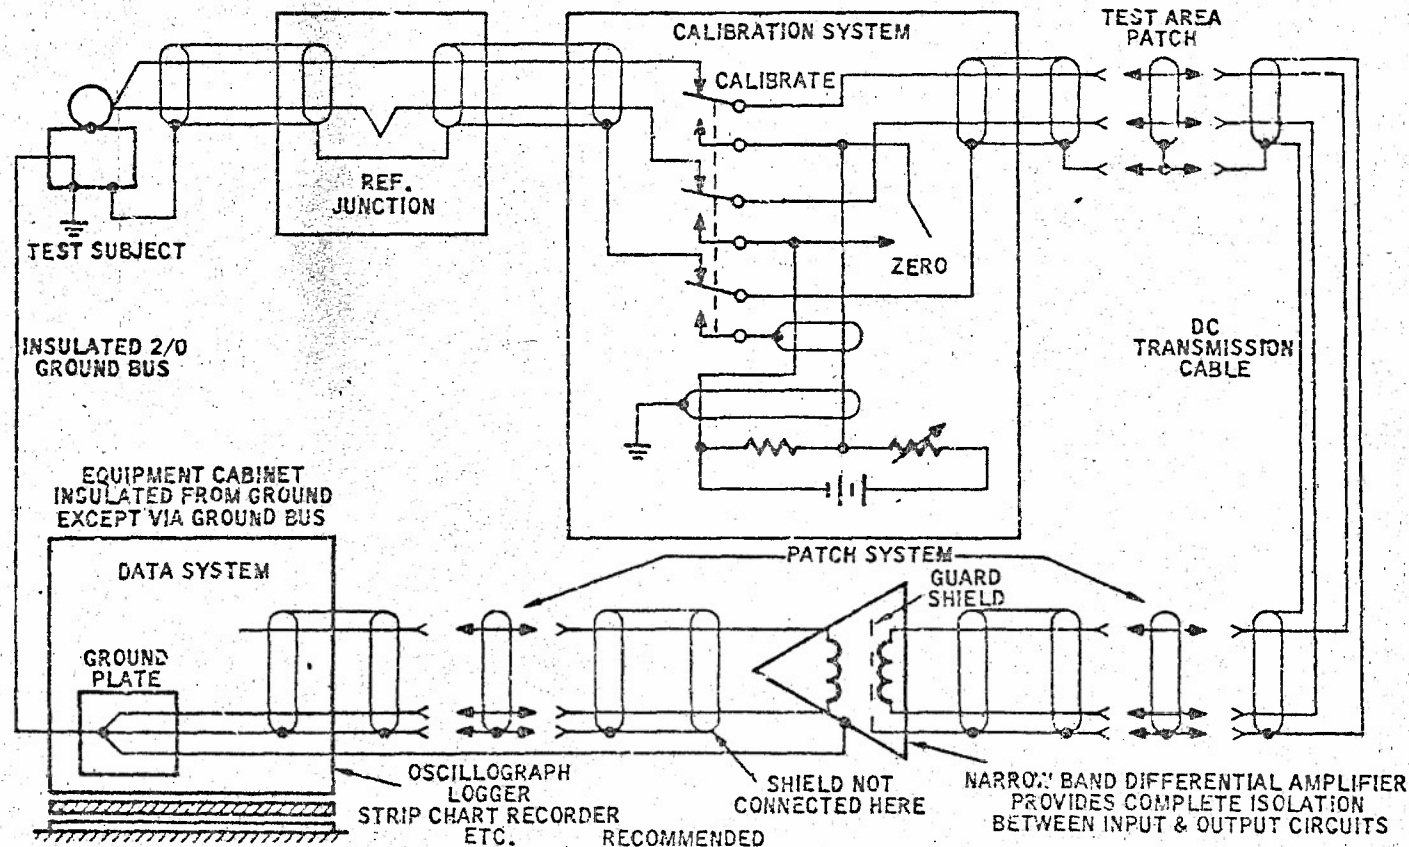 TEST AREA
PATCH
CALIBRATION SYSTEM
CALIBRATE
REF.
JUNCTION
TEST SUBJECT
ZERO
INSULATED 2/0
GROUND BUS
DC
TRANSMISSION
CABLE
EQUIPMENT CABINET
INSULATED FROM GROUND
EXCEPT VIA GROUND BUS
DATA SYSTEM
PATCH SYSTEM
GUARD
SHIELD
GROUND
PLATE
OSCILLOGRAPH
LOGGER
STRIP CHART RECORDER
ETC.
SHIELD NOT
CONNECTED HERE
NARROW BAND DIFFERENTIAL AMPLIFIER
PROVIDES COMPLETE ISOLATION
BETWEEN INPUT & OUTPUT CIRCUITS
RECOMMENDED